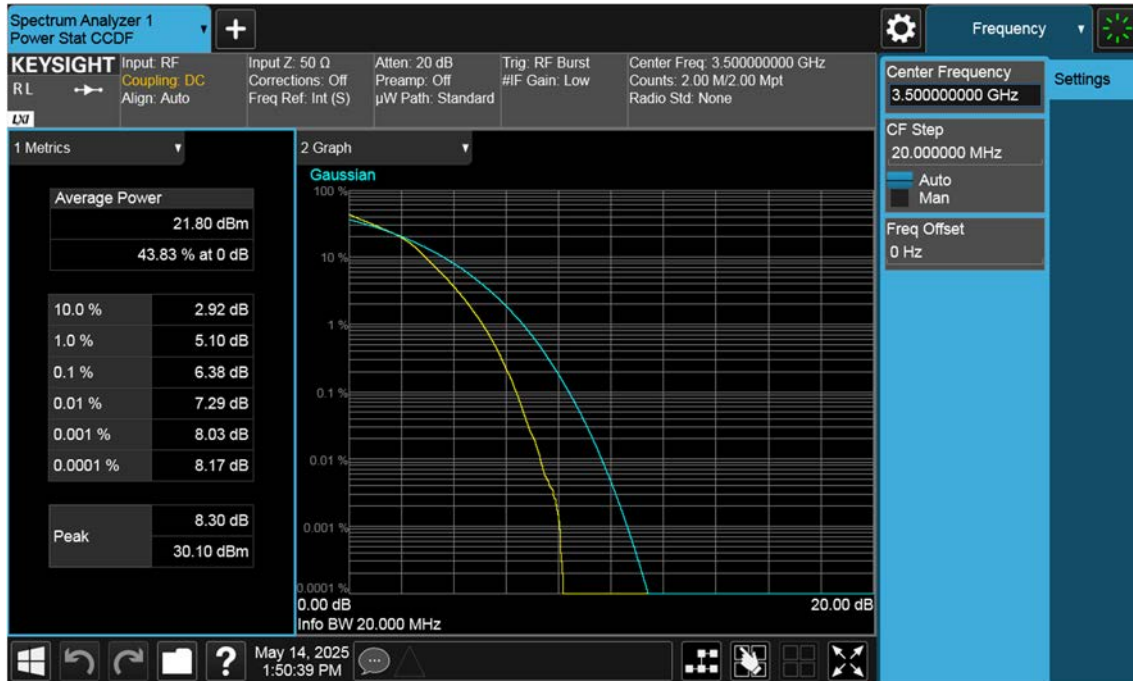 Spectrum Analyzer 1
Power Stat CCDF
Frequency
KEYSIGHT
R L
LXI
Input: RF
Coupling: DC
Align: Auto
Input Z: 50 Ω
Corrections: Off
Freq Ref: Int (S)
Atten: 20 dB
Preamp: Off
µW Path: Standard
Trig: RF Burst
#IF Gain: Low
Center Freq: 3.500000000 GHz
Counts: 2.00 M/2.00 Mpt
Radio Std: None
Center Frequency
3.500000000 GHz
Settings
CF Step
20.000000 MHz
Auto
Man
Freq Offset
0 Hz
1 Metrics
Average Power
21.80 dBm
43.83 % at 0 dB
10.0 % 2.92 dB
1.0 % 5.10 dB
0.1 % 6.38 dB
0.01 % 7.29 dB
0.001 % 8.03 dB
0.0001 % 8.17 dB
Peak
8.30 dB
30.10 dBm
2 Graph
Gaussian
100 %
10 %
1 %
0.1 %
0.01 %
0.001 %
0.0001 %
0.00 dB 20.00 dB
Info BW 20.000 MHz
?
May 14, 2025
1:50:39 PM